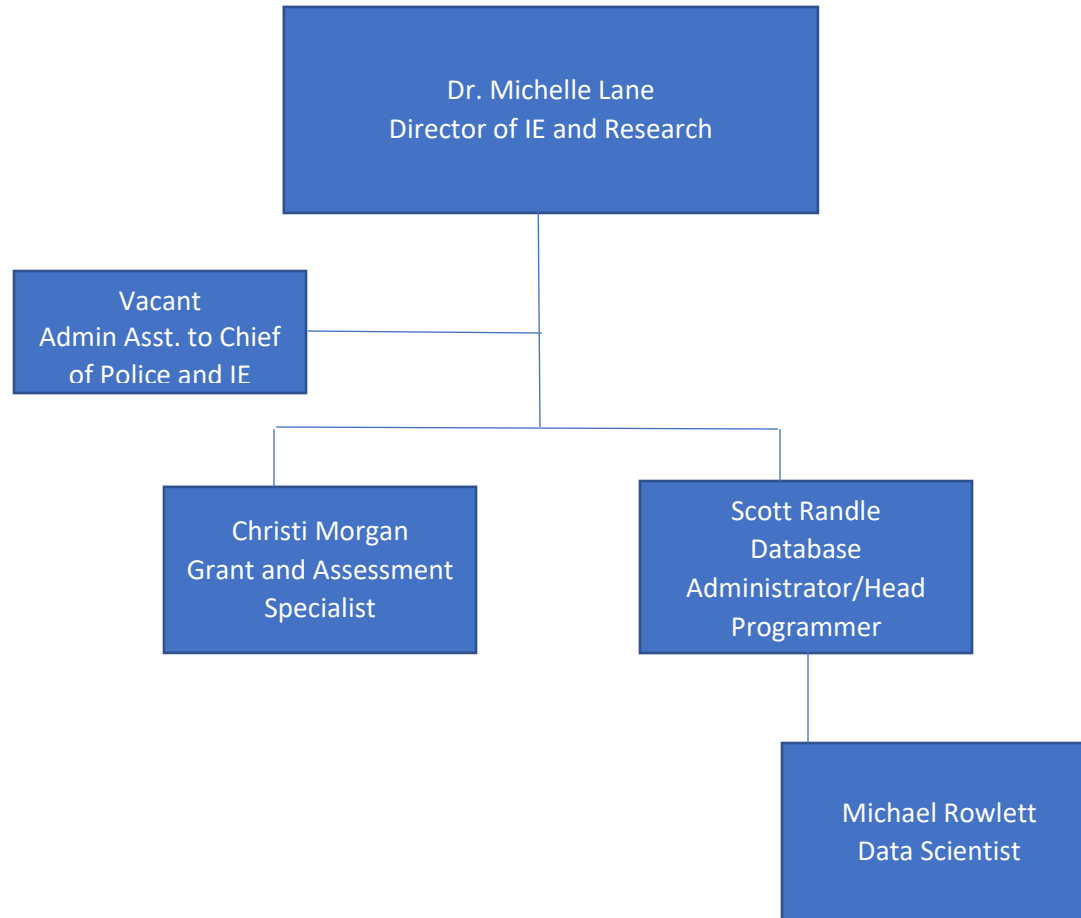 Dr. Michelle Lane
Director of IE and Research
Vacant
Admin Asst. to Chief
of Police and IE
Christi Morgan
Grant and Assessment
Specialist
Scott Randle
Database
Administrator/Head
Programmer
Michael Rowlett
Data Scientist